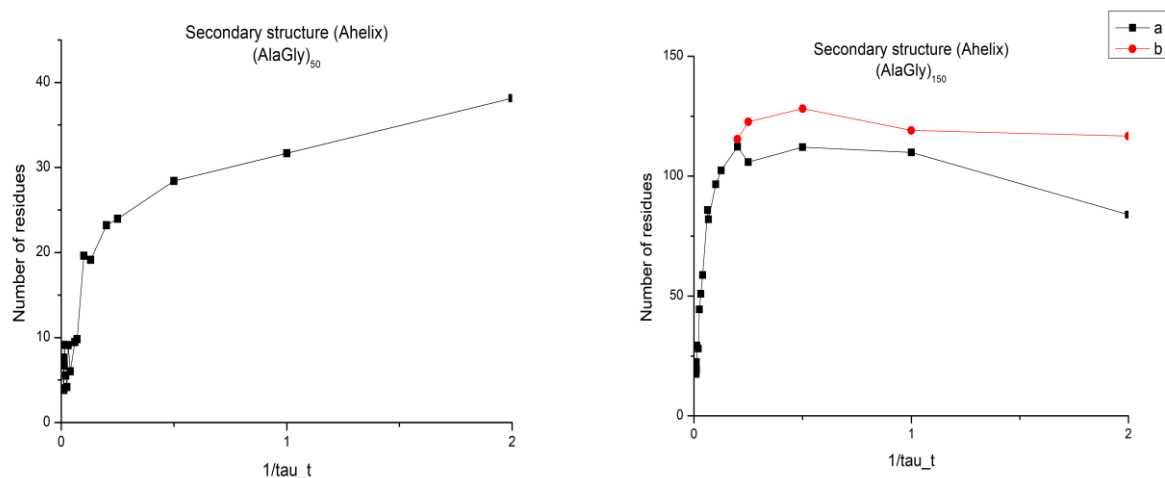 Secondary structure (Ahelix)
(AlaGly)50
Number of residues
40
30
20
10
0
0
1
2
1/tau_t
a
b
Secondary structure (Ahelix)
(AlaGly)150
Number of residues
150
100
50
0
0
1
2
1/tau_t